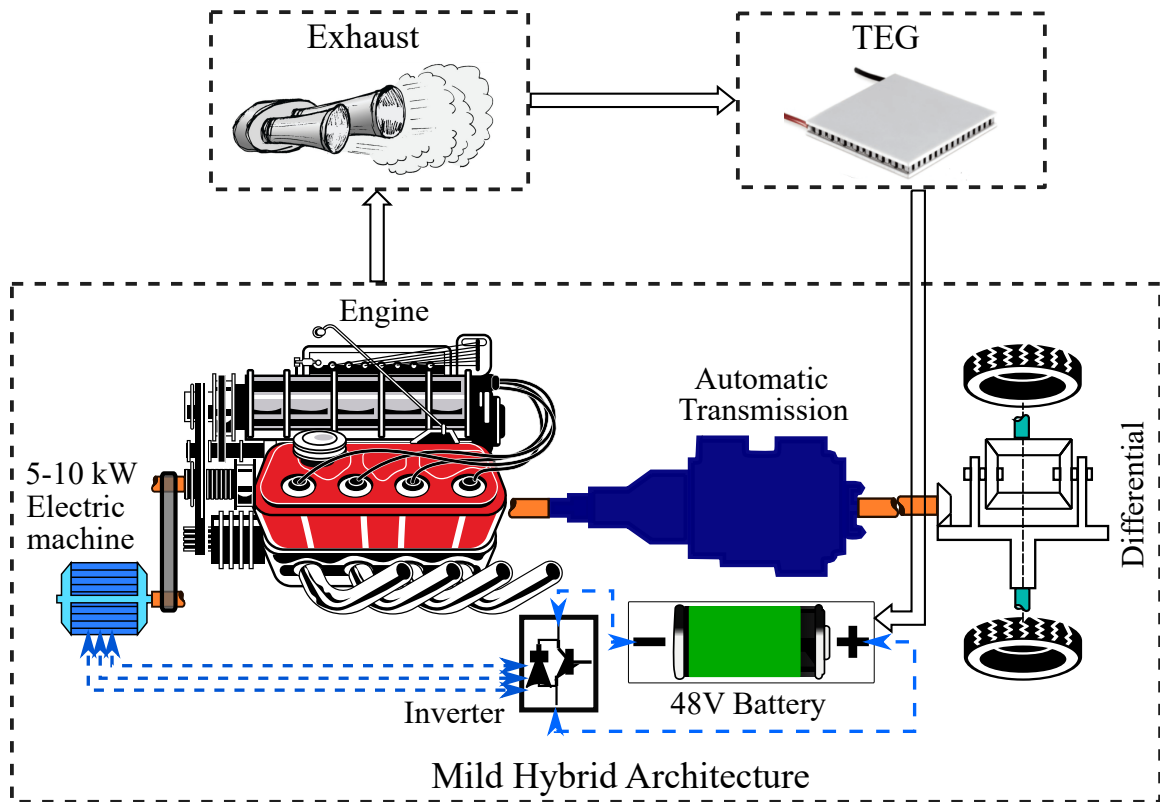 Exhaust
TEG
Engine
Automatic
Transmission
5-10 kW
Electric
machine
Differential
Inverter
48V Battery
Mild Hybrid Architecture